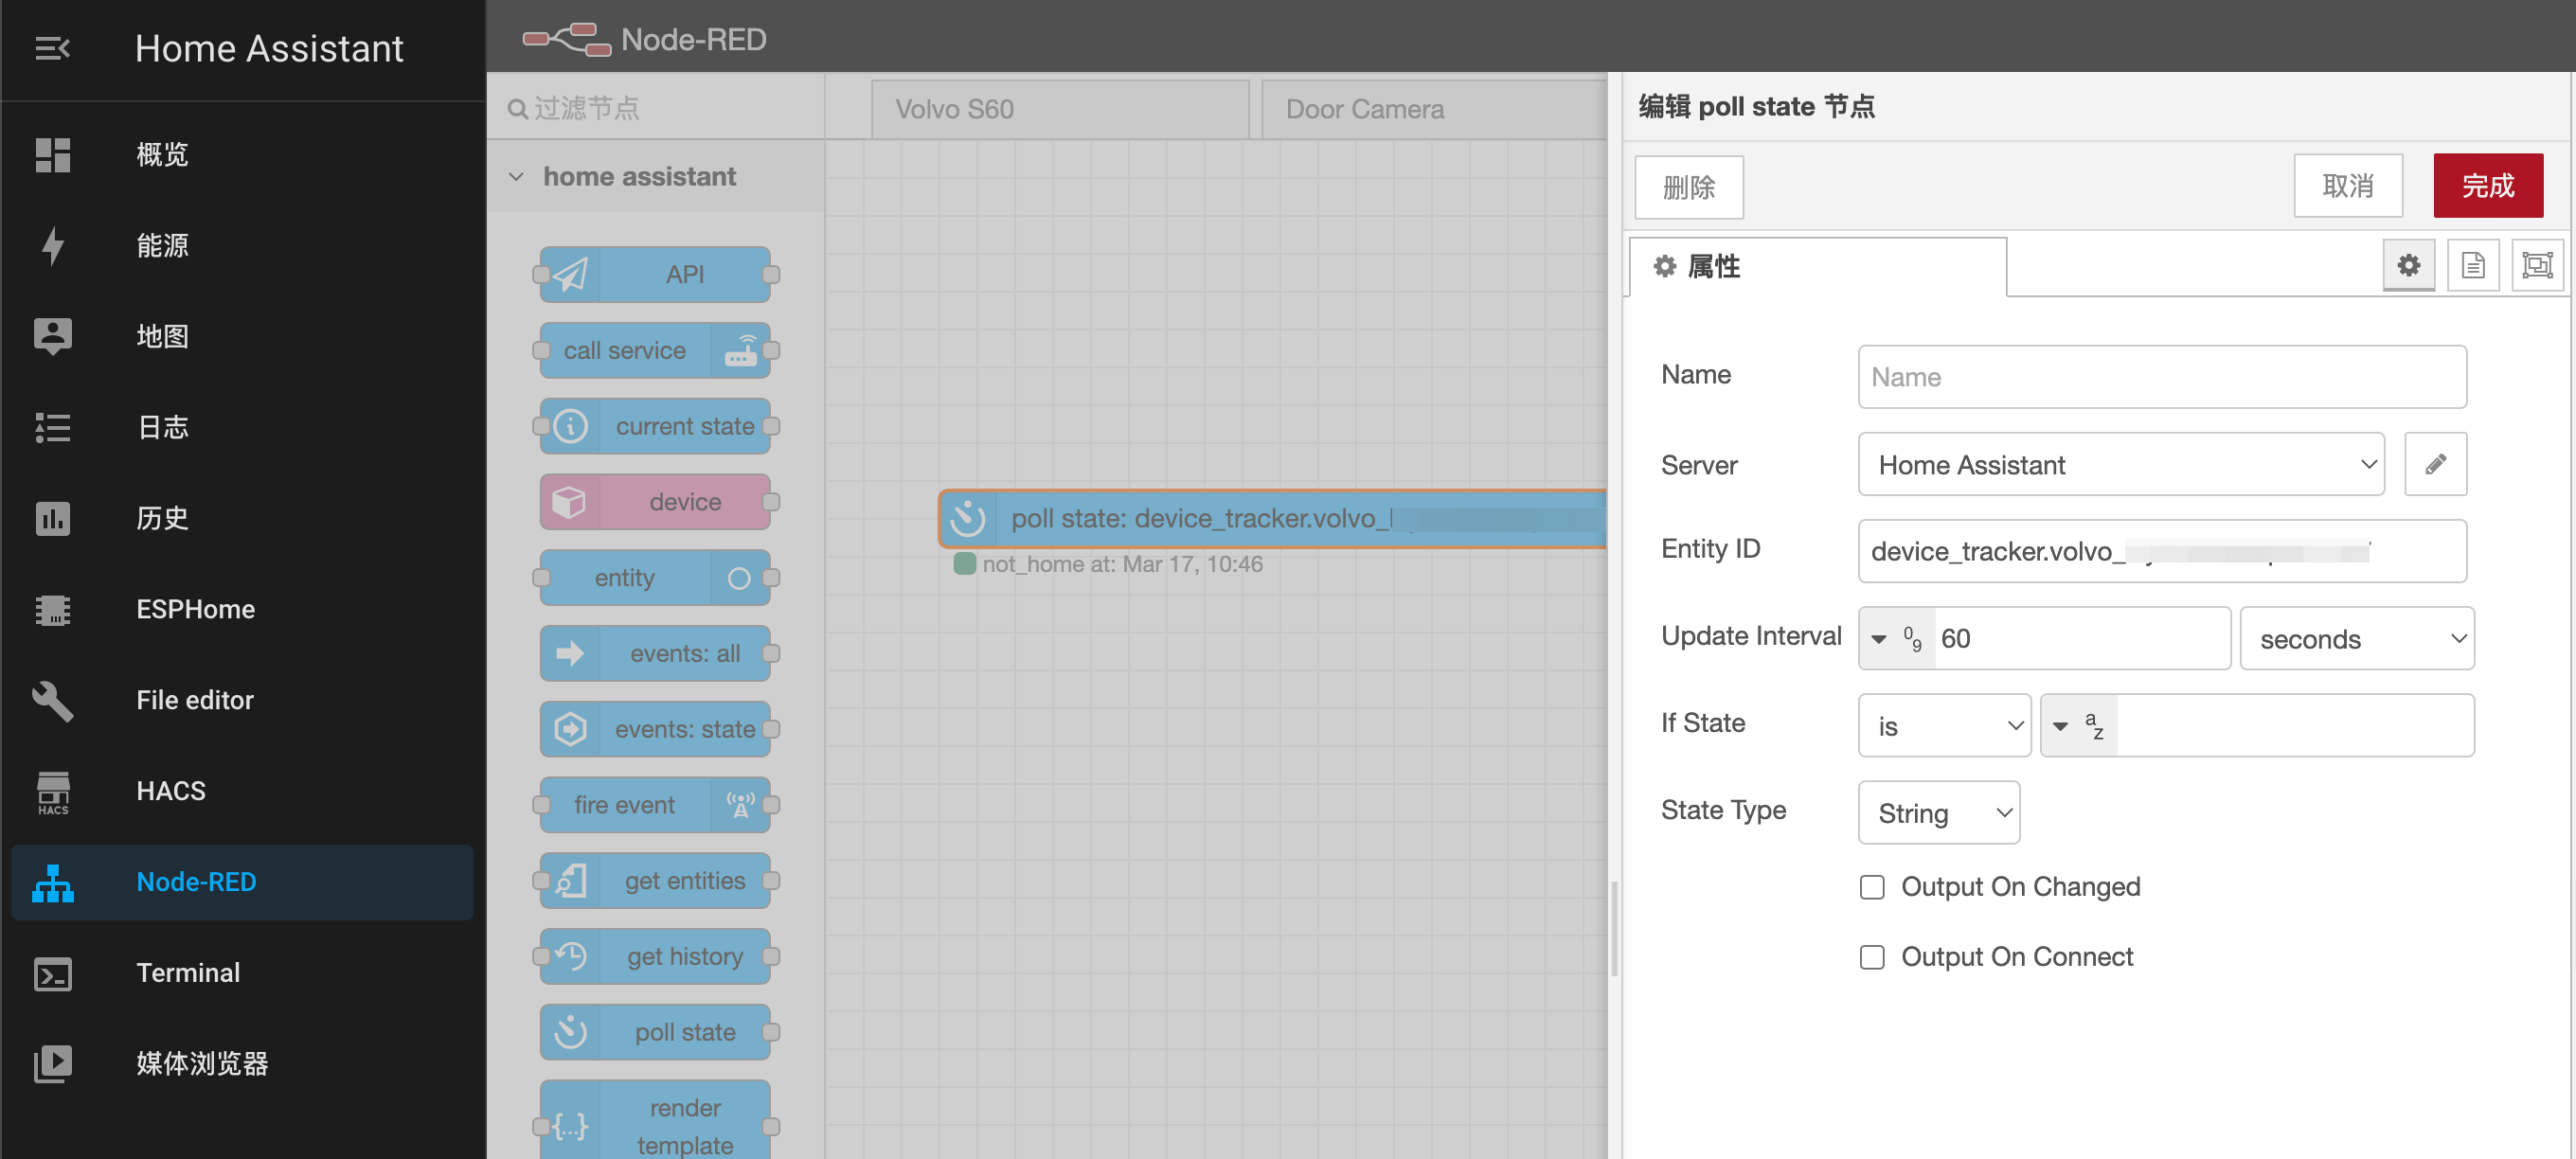 Home Assistant
概览
能源
地图
日志
历史
ESPHome
File editor
HACS
HACS
Node-RED
Terminal
媒体浏览器
Node-RED
过滤节点
home assistant
API
call service
current state
device
entity
events: all
events: state
fire event
get entities
get history
poll state
render
template
Volvo S60
Door Camera
poll state: device_tracker.volvo_
not_home at: Mar 17, 10:46
编辑 poll state 节点
删除
取消
完成
属性
Name
Name
Server
Home Assistant
Entity ID
device_tracker.volvo_
Update Interval
09
60
seconds
If State
is
az
State Type
String
Output On Changed
Output On Connect